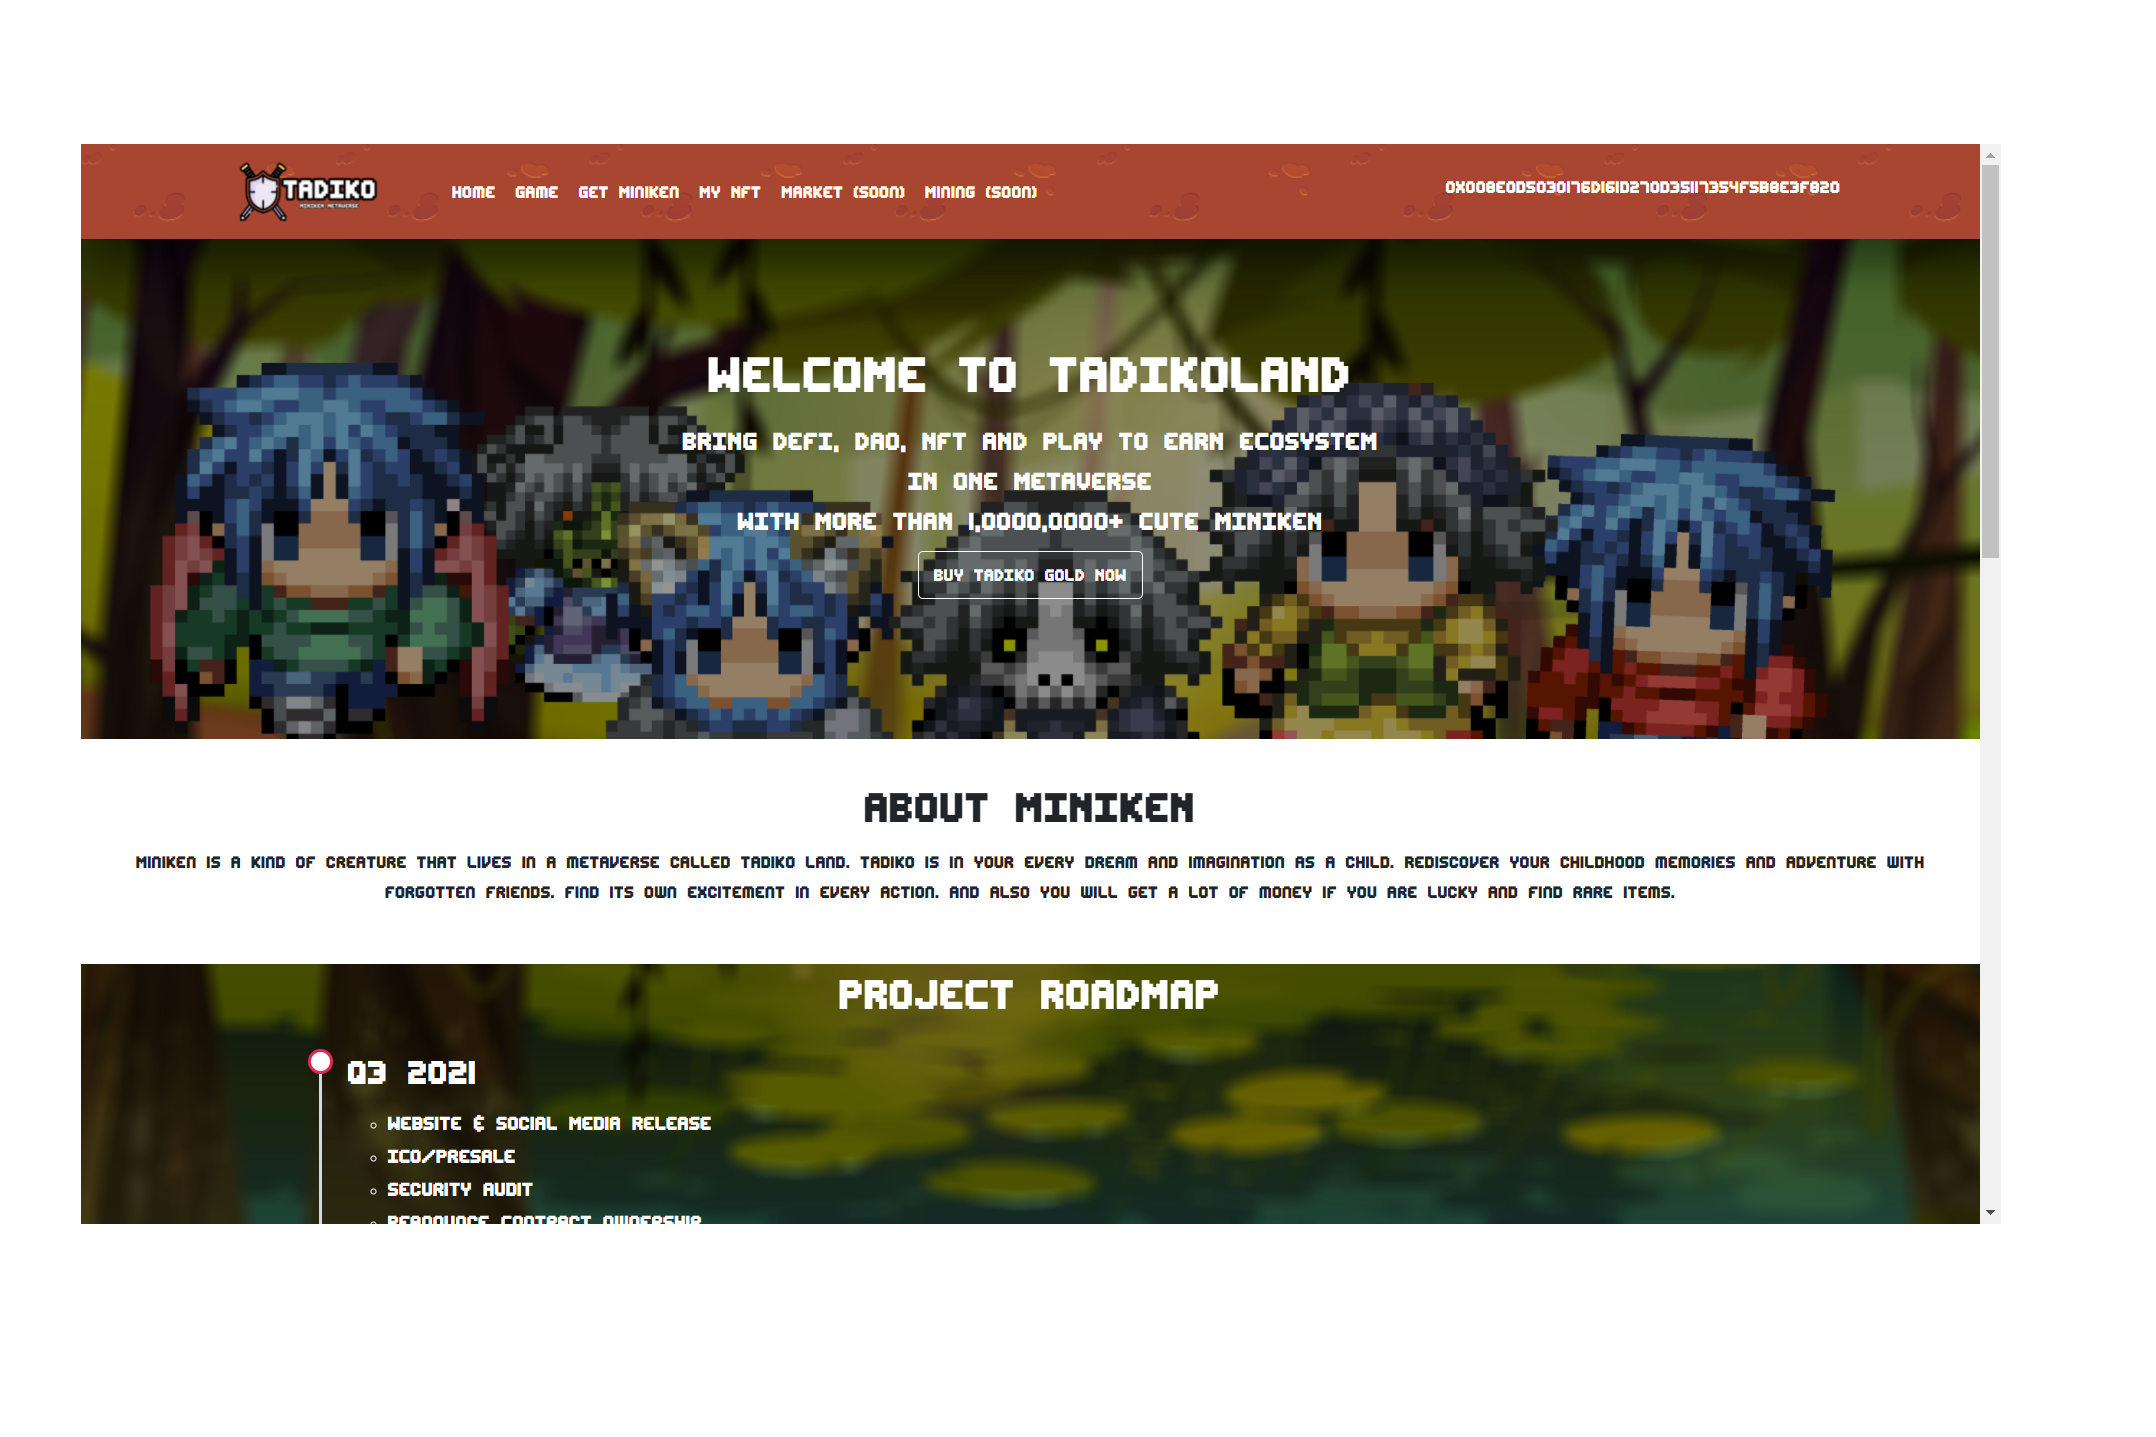 TADIKO
MINIKEN METAVERSE
HOME GAME GET MINIKEN MY NFT MARKET (SOON) MINING (SOON)
0X008E0D5030176D161D270D35117354F5B8E3F820
WELCOME TO TADIKOLAND
BRING DEFI, DAO, NFT AND PLAY TO EARN ECOSYSTEM
IN ONE METAVERSE
WITH MORE THAN 1,0000,0000+ CUTE MINIKEN
BUY TADIKO GOLD NOW
ABOUT MINIKEN
MINIKEN IS A KIND OF CREATURE THAT LIVES IN A METAVERSE CALLED TADIKO LAND. TADIKO IS IN YOUR EVERY DREAM AND IMAGINATION AS A CHILD. REDISCOVER YOUR CHILDHOOD MEMORIES AND ADVENTURE WITH
FORGOTTEN FRIENDS. FIND ITS OWN EXCITEMENT IN EVERY ACTION. AND ALSO YOU WILL GET A LOT OF MONEY IF YOU ARE LUCKY AND FIND RARE ITEMS.
PROJECT ROADMAP
Q3 2021
WEBSITE & SOCIAL MEDIA RELEASE
ICO/PRESALE
SECURITY AUDIT
RENOUNCE CONTRACT OWNERSHIP